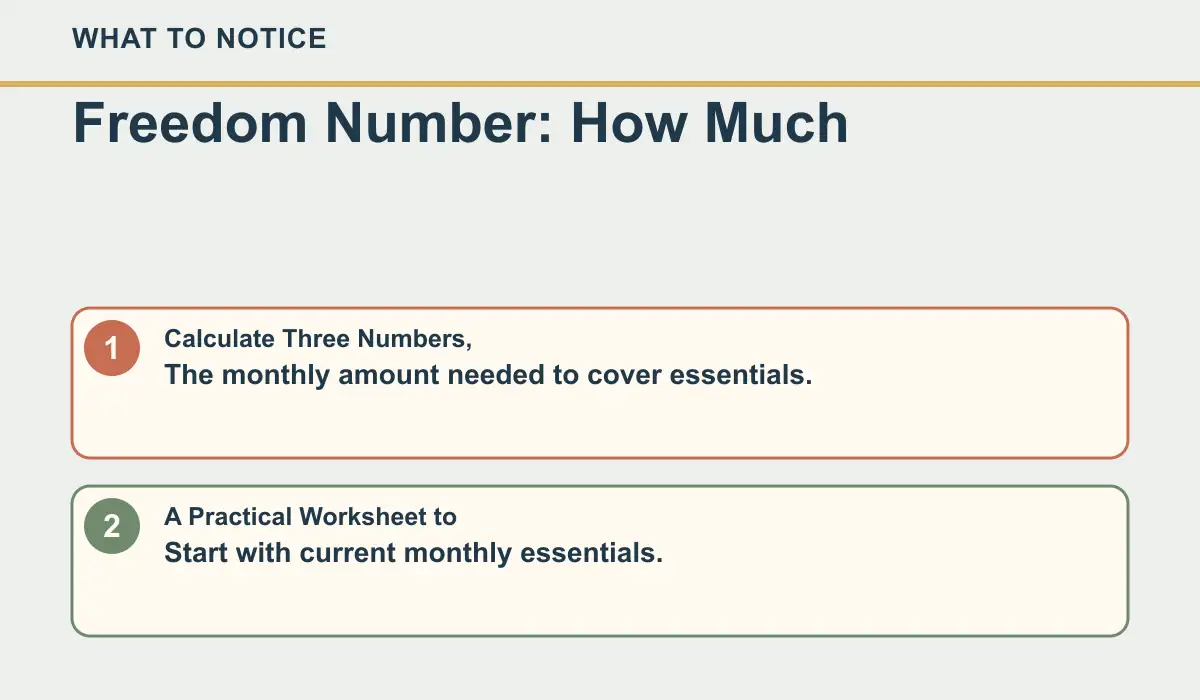 WHAT TO NOTICE
Freedom Number: How Much
1
Calculate Three Numbers,
The monthly amount needed to cover essentials.
2
A Practical Worksheet to
Start with current monthly essentials.